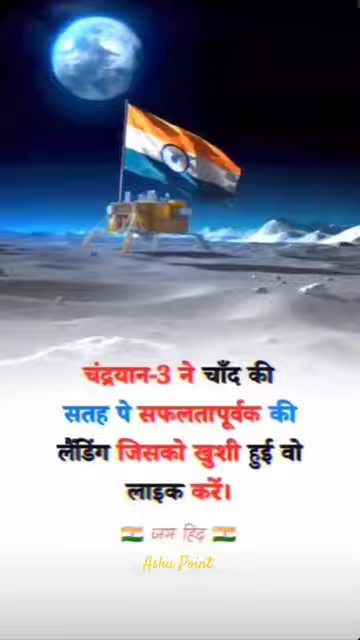 चंद्रयान-3 ने चाँद की
सतह पे सफलतापूर्वक की
लैंडिंग जिसको खुशी हुई वो
लाइक करें।
🇮🇳 जय हिंद 🇮🇳
Ashu Point